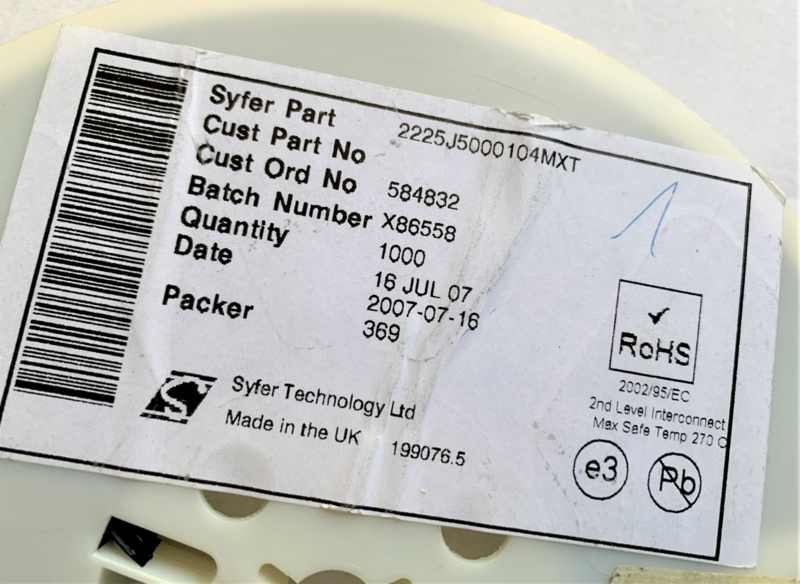 Syfer Part 2225J5000104MXT
Cust Part No
Cust Ord No 584832
Batch Number X86558
Quantity 1000
Date 16 JUL 07
2007-07-16
Packer 369
1
✓
RoHS
2002/95/EC
2nd Level Interconnect
Max Safe Temp 270 C
e3 Pb
S
Syfer Technology Ltd
Made in the UK 199076.5